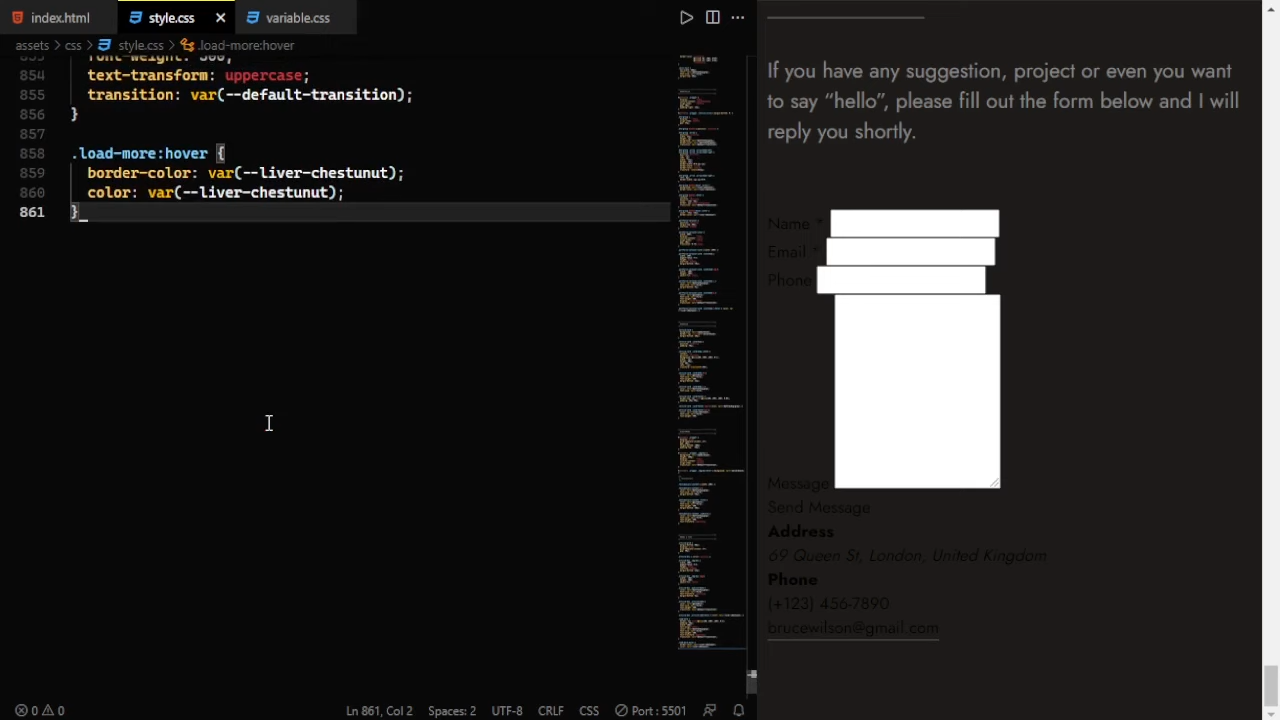 index.html
style.css
variable.css
assets > css > style.css > .load-more:hover
854 text-transform: uppercase;
855 transition: var(--default-transition);
856 }
857
858 .load-more:hover {
859 border-color: var(--liver-chestunut);
860 color: var(--liver-chestunut);
861 }
If you have any suggestion, project or even you want
to say “hello”, please fill out the form below and I will
reply you shortly.
Name *
Email *
Phone
Message
Send Message
Address
69 Queen St, London, United Kingdom
Phone
(+123) 456-7890
brucewilson@gmail.com
0 0 Ln 861, Col 2 Spaces: 2 UTF-8 CRLF CSS Port : 5501